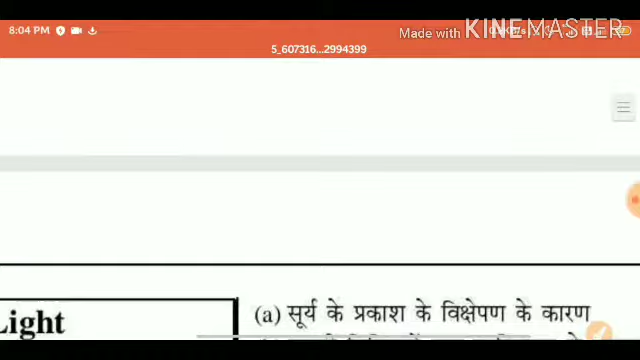 8:04 PM
Made with KINEMASTER
5_607316...2994399
Light
(a) सूर्य के प्रकाश के विक्षेपण के कारण